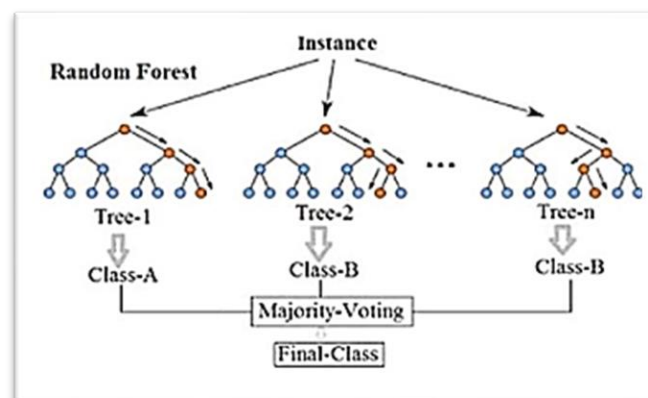 Instance
Random Forest
...
Tree-1
Tree-2
Tree-n
Class-A
Class-B
Class-B
Majority-Voting
Final-Class